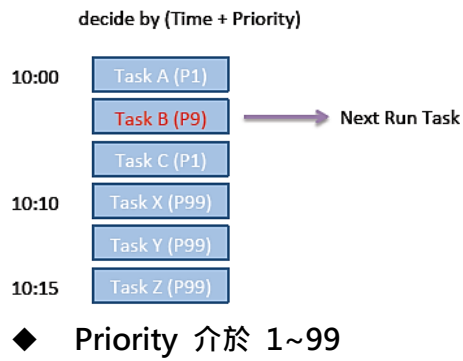 decide by (Time + Priority)
10:00 Task A (P1)
Task B (P9) Next Run Task
Task C (P1)
10:10 Task X (P99)
Task Y (P99)
10:15 Task Z (P99)
◆ Priority 介於 1~99